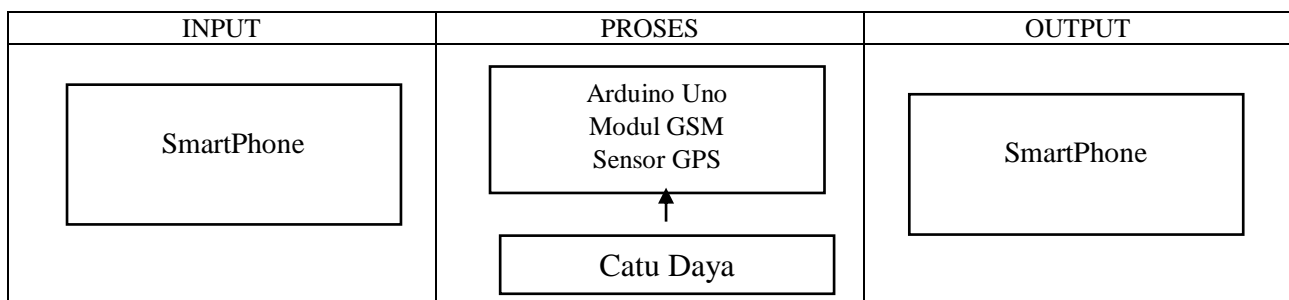 INPUT
PROSES
OUTPUT
SmartPhone
Arduino Uno
Modul GSM
Sensor GPS
Catu Daya
SmartPhone